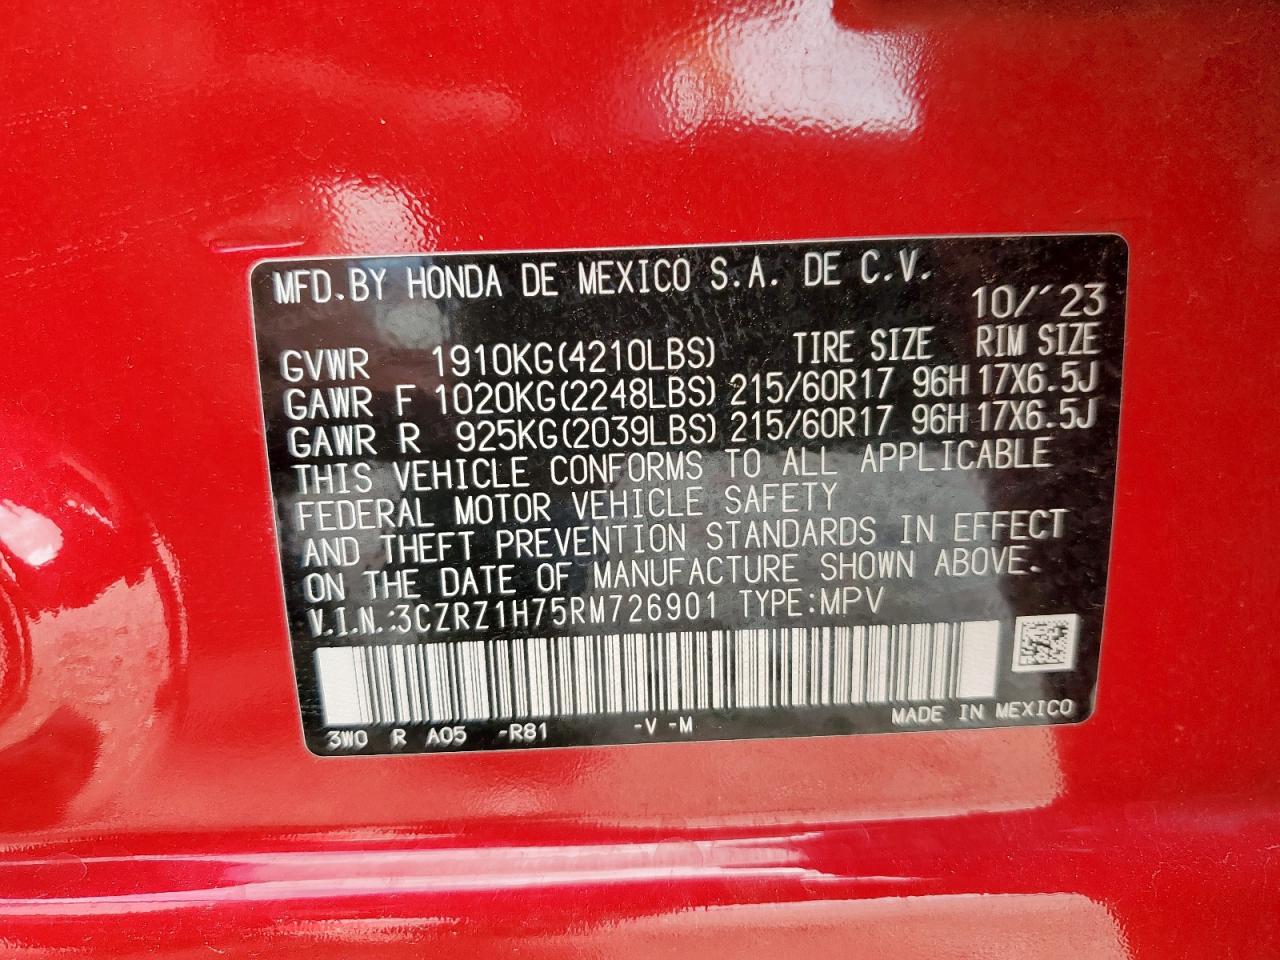 MFD.BY HONDA DE MEXICO S.A. DE C.V.
10/´23
GVWR 1910KG(4210LBS) TIRE SIZE RIM SIZE
GAWR F 1020KG(2248LBS) 215/60R17 96H 17X6.5J
GAWR R 925KG(2039LBS) 215/60R17 96H 17X6.5J
THIS VEHICLE CONFORMS TO ALL APPLICABLE
FEDERAL MOTOR VEHICLE SAFETY
AND THEFT PREVENTION STANDARDS IN EFFECT
ON THE DATE OF MANUFACTURE SHOWN ABOVE.
V.I.N.:3CZRZ1H75RM726901 TYPE:MPV
3W0 R A05 -R81 -V -M MADE IN MEXICO